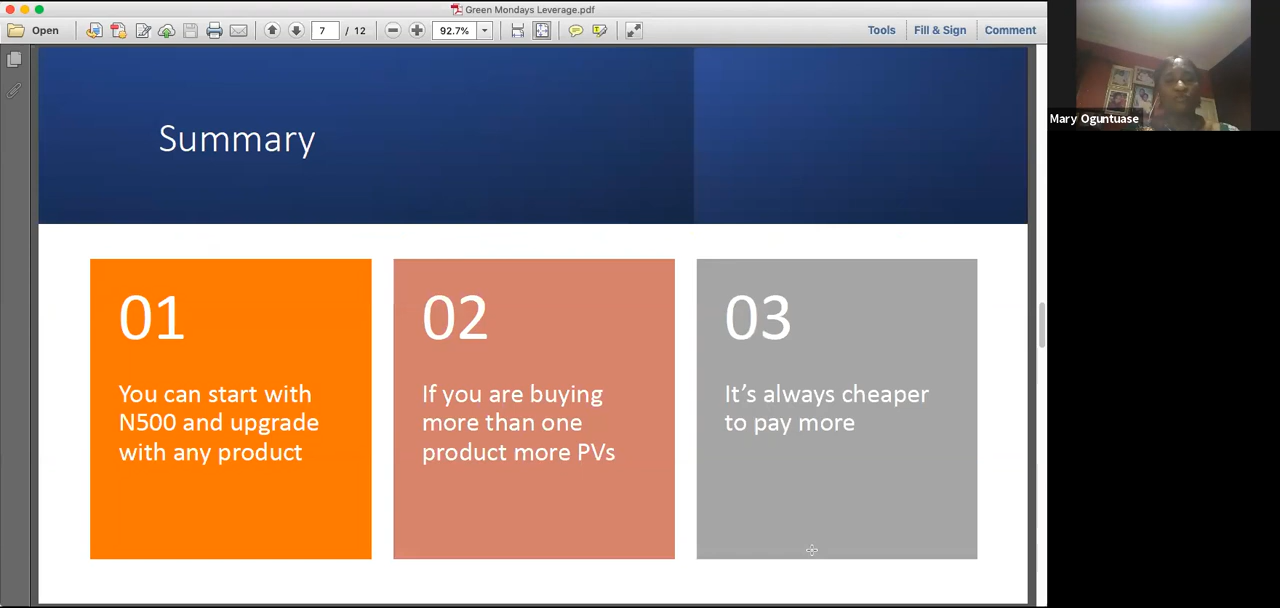 Green Mondays Leverage.pdf
Open
7 / 12
92.7%
Tools
Fill & Sign
Comment
Mary Oguntuase
Summary
01
You can start with
N500 and upgrade
with any product
02
If you are buying
more than one
product more PVs
03
It’s always cheaper
to pay more